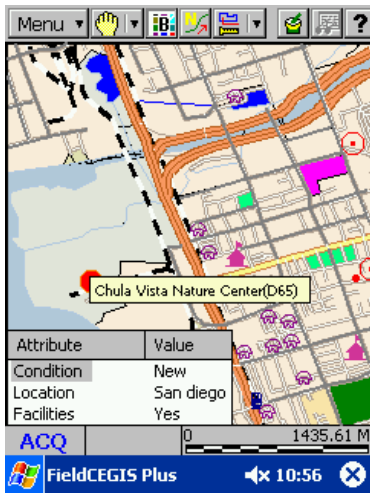 Menu ?
Chula Vista Nature Center(D65)
Attribute Value
Condition New
Location San diego
Facilities Yes
ACQ 0 1435.61 M
FieldCEGIS Plus 10:56